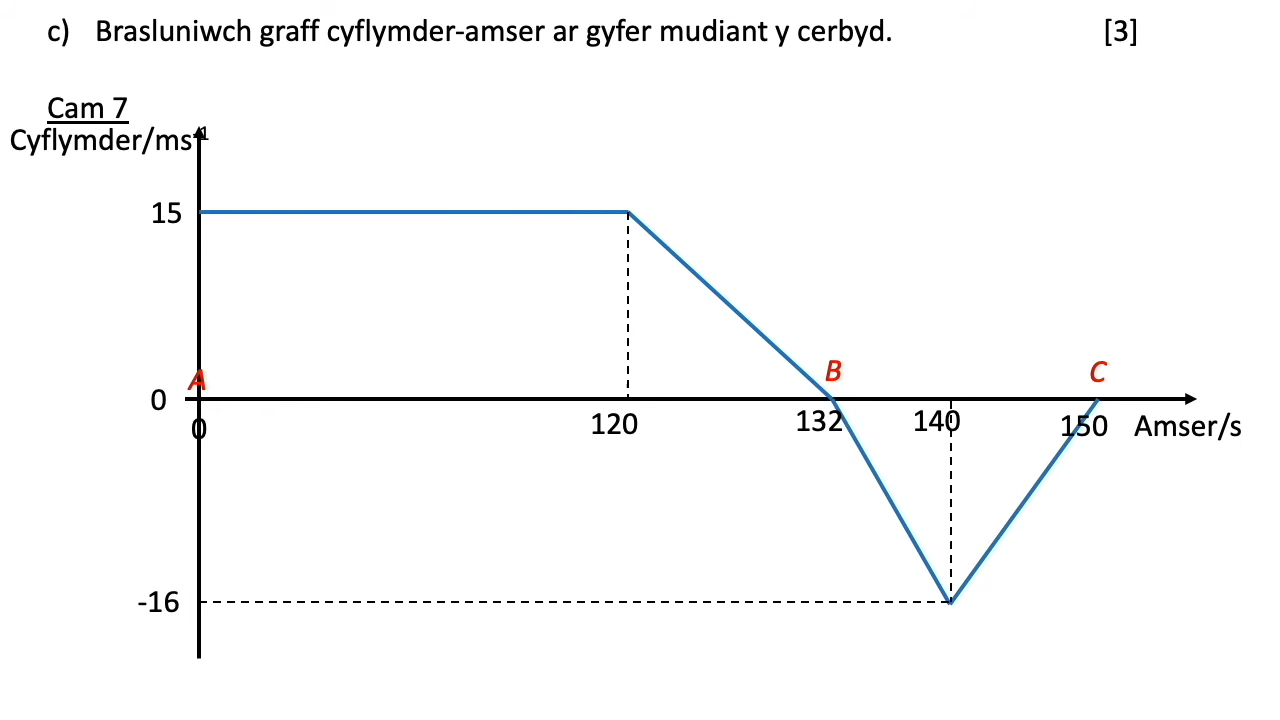 c) Brasluniwch graff cyflymder-amser ar gyfer mudiant y cerbyd. [3]
Cam 7
Cyflymder/ms⁻¹
15
A
B
C
0
0
120
132
140
150
Amser/s
-16